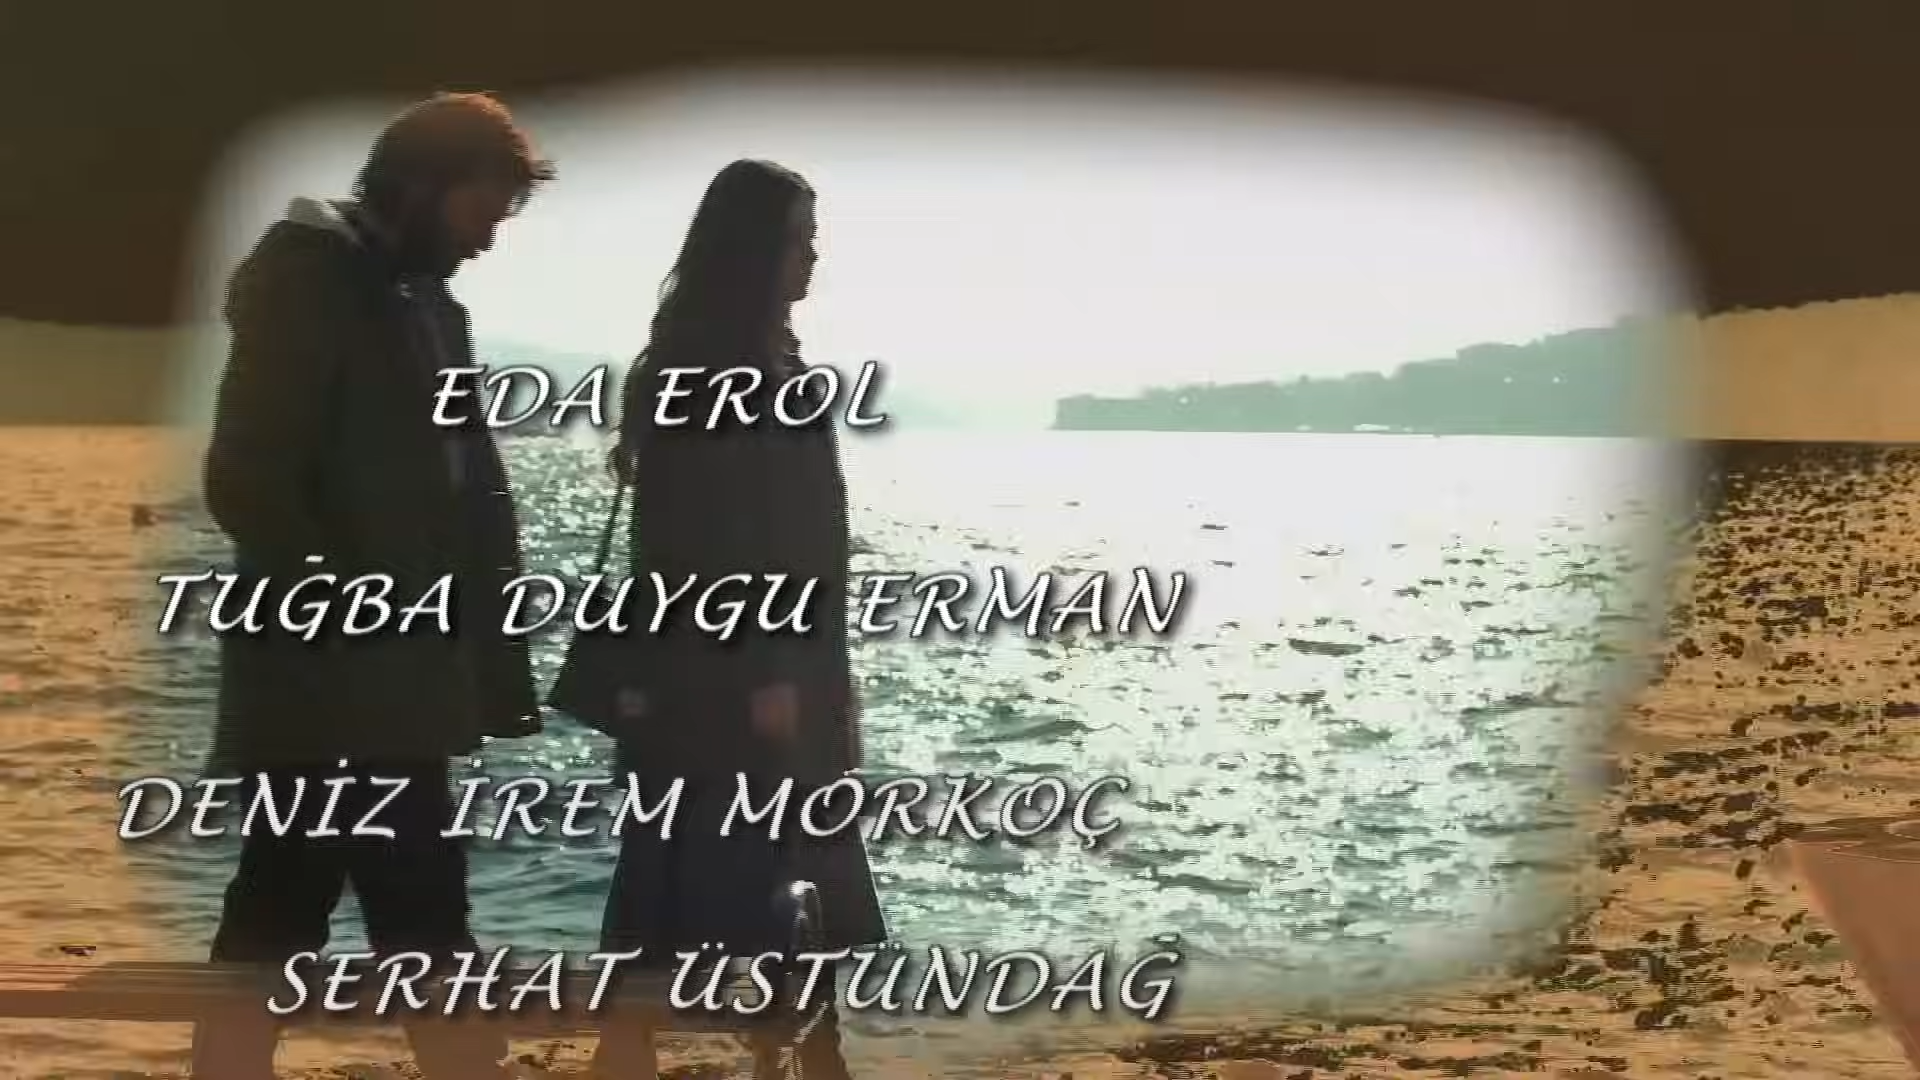 EDA EROL
TUĞBA DUYGU ERMAN
DENİZ İREM MORKOÇ
SERHAT ÜSTÜNDAĞ